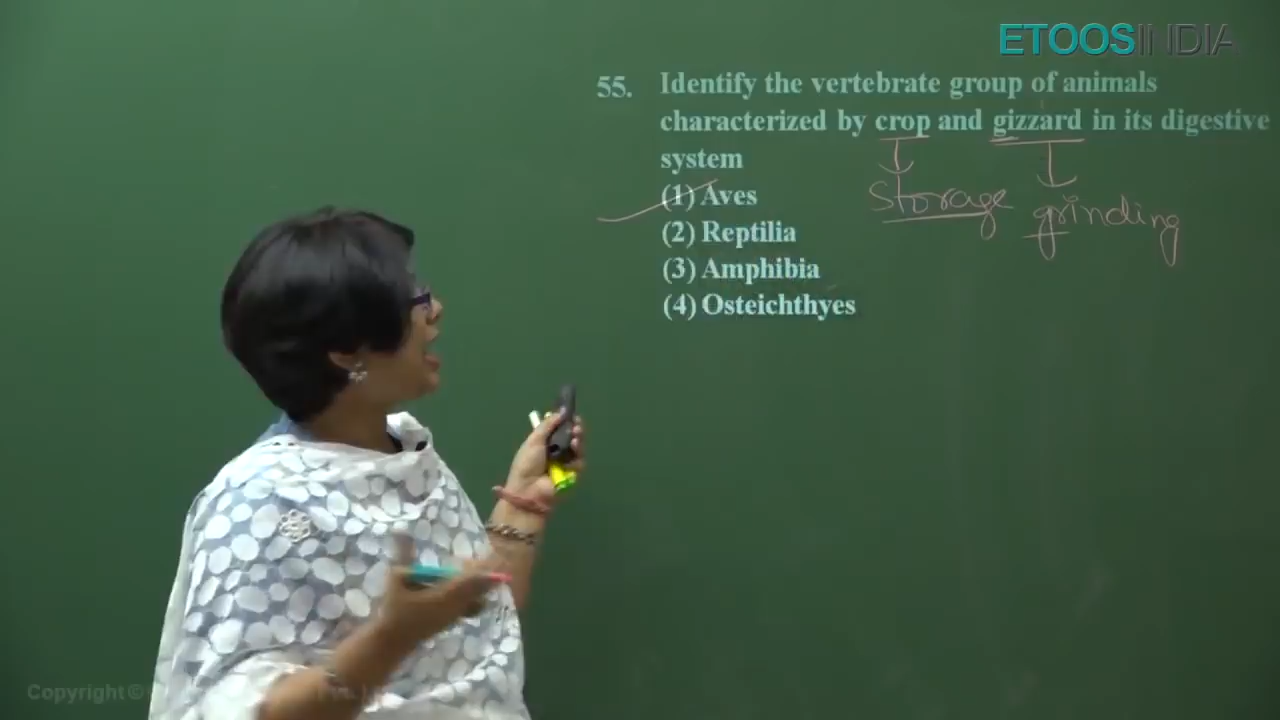 ETOOSINDIA
55. Identify the vertebrate group of animals
characterized by crop and gizzard in its digestive
system
(1) Aves
(2) Reptilia
(3) Amphibia
(4) Osteichthyes
storage grinding
Copyright ©